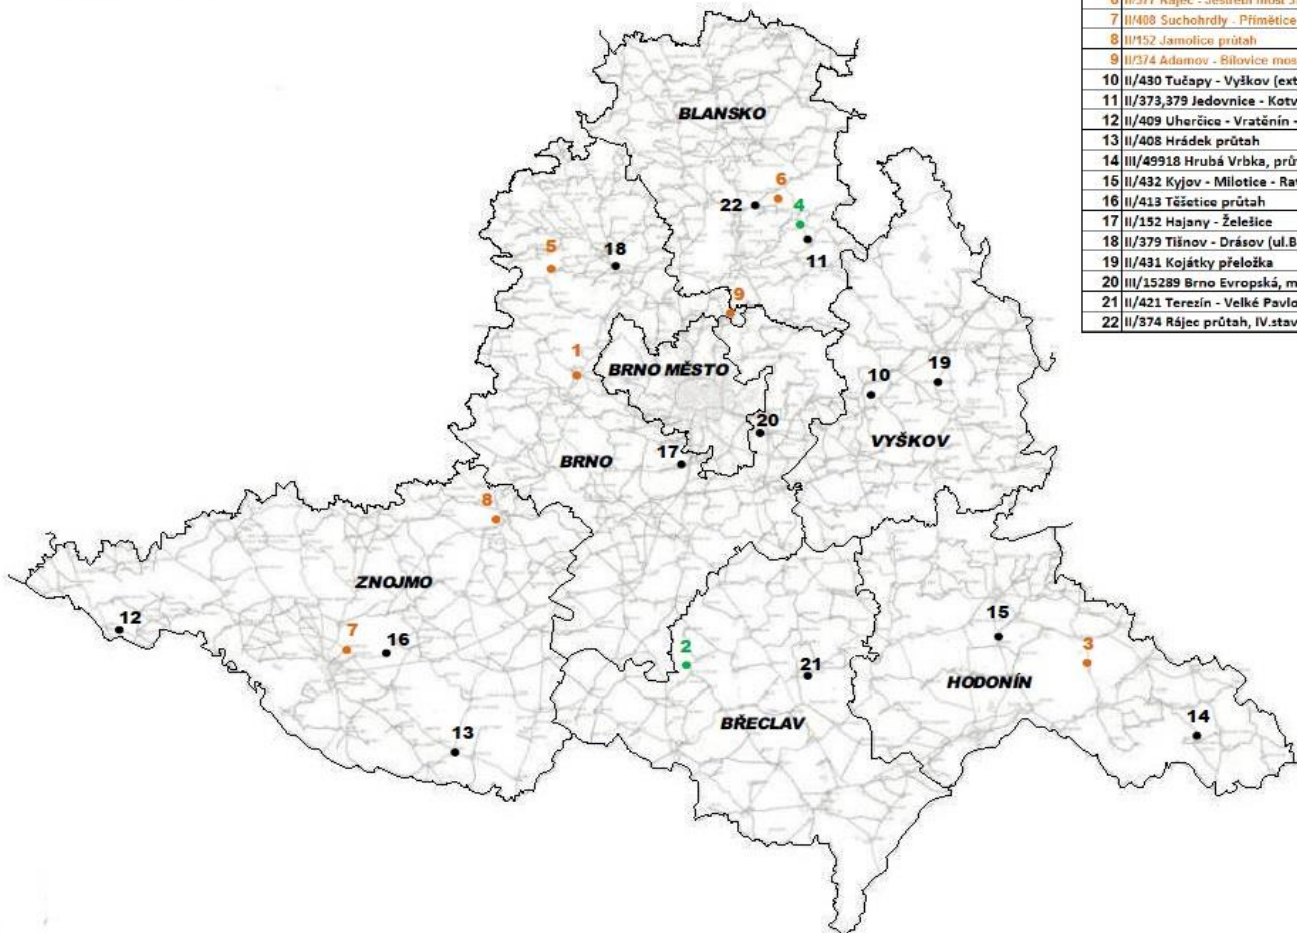 6 II/377 Rájec - Jestřebí most
7 II/408 Suchohrdly - Přímětice
8 II/152 Jamolice průtah
9 II/374 Adamov - Bílovice mos
10 II/430 Tučapy - Vyškov (ext
11 II/373,379 Jedovnice - Kotv
12 II/409 Uherčice - Vratěnín -
13 II/408 Hrádek průtah
14 III/49918 Hrubá Vrbka, prů
15 II/432 Kyjov - Milotice - Ra
16 II/413 Těšetice průtah
17 II/152 Hajany - Želešice
18 II/379 Tišnov - Drásov (ul.B
19 II/431 Kojátky přeložka
20 III/15289 Brno Evropská, m
21 II/421 Terezín - Velké Pavlo
22 II/374 Rájec průtah, IV.stav
BLANSKO
6
22
4
5
18
11
9
1
BRNO MĚSTO
19
10
20
VYŠKOV
17
BRNO
8
ZNOJMO
12
7
16
2
15
3
21
HODONÍN
BŘECLAV
14
13